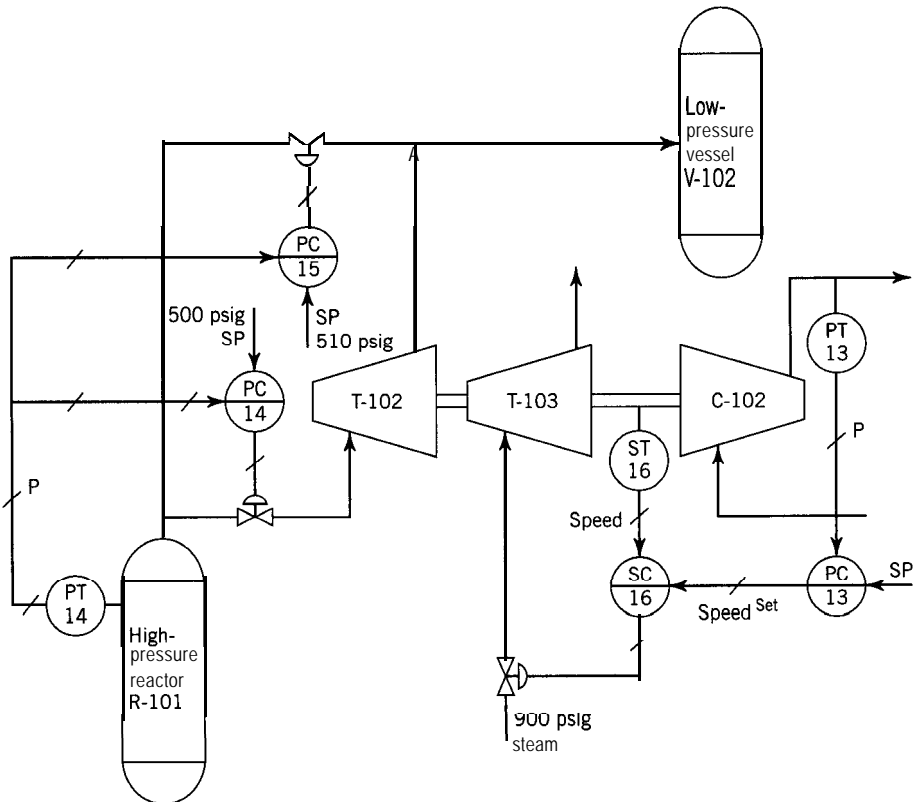 Low-
pressure
vessel
V-102
PC
15
500 psig
SP
SP
510 psig
PC
14
T-102
T-103
C-102
PT
13
ST
16
P
P
Speed
PT
14
SC
16
Speed Set
PC
13
SP
High-
pressure
reactor
R-101
900 psig
steam